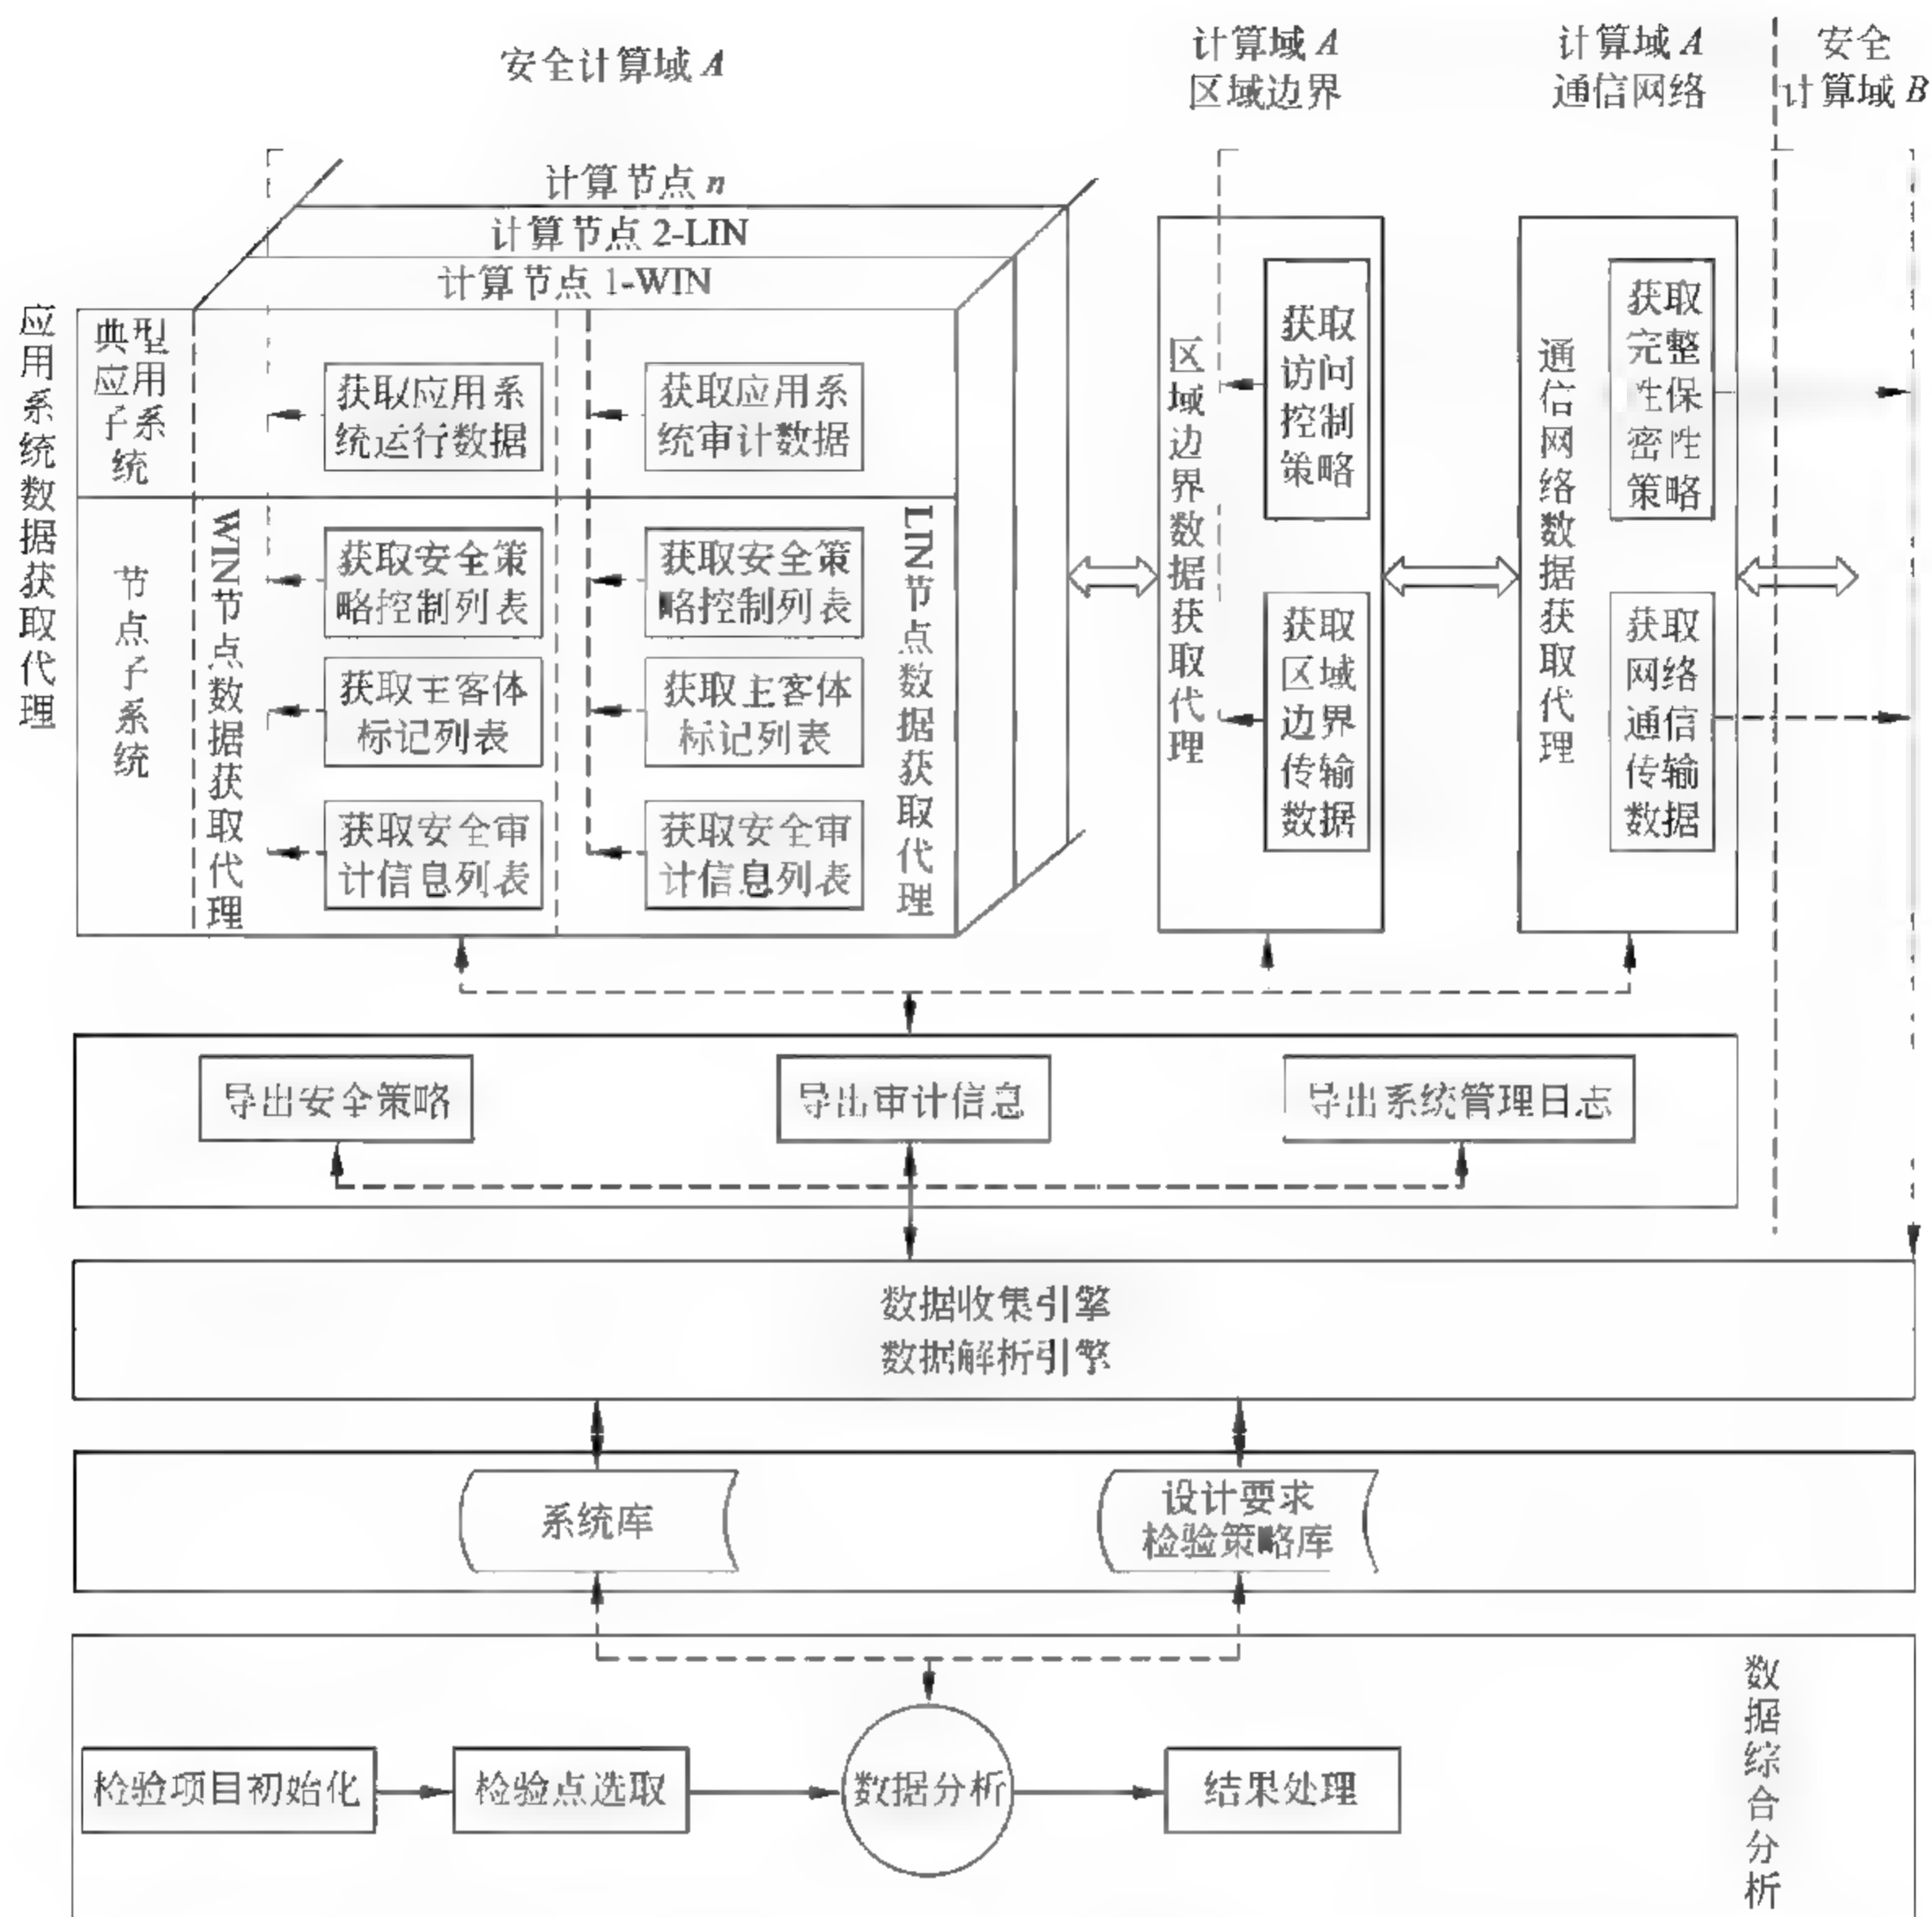 安全计算域 A
计算域 A
区域边界
计算域 A
通信网络
安全
计算域 B
计算节点 n
计算节点 2-LIN
计算节点 1-WIN
应用系统数据获取代理
典型
应用
子系
统
获取应用系
统运行数据
获取应用系
统审计数据
节点子系统
WIN节点数据获取代理
获取安全策
略控制列表
获取主客体
标记列表
获取安全审
计信息列表
获取安全策
略控制列表
获取主客体
标记列表
获取安全审
计信息列表
LIN节点数据获取代理
区域边界数据获取代理
获取
访问
控制
策略
获取
区域
边界
传输
数据
通信网络数据获取代理
获取
完整
性保
密性
策略
获取
网络
通信
传输
数据
导出安全策略
导出审计信息
导出系统管理日志
数据收集引擎
数据解析引擎
系统库
设计要求
检验策略库
检验项目初始化
检验点选取
数据分析
结果处理
数据综合分析